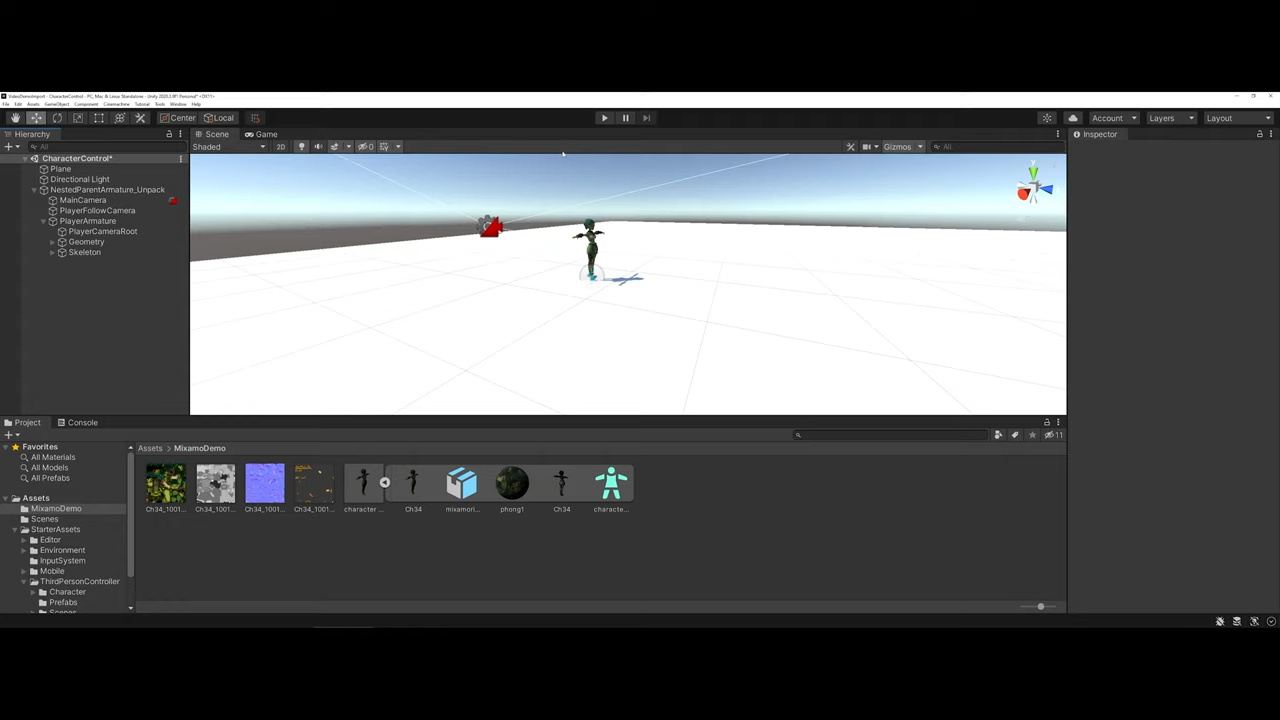 VideoDemoImport - CharacterControl - PC, Mac & Linux Standalone - Unity 2020.3.9f1 Personal* <DX11>
File Edit Assets GameObject Component Cinemachine Tutorial Tools Window Help
Center Local Account Layers Layout
Hierarchy Scene Game Inspector
All Shaded 2D 0 Gizmos All
CharacterControl*
Plane
Directional Light
NestedParentArmature_Unpack
MainCamera
PlayerFollowCamera
PlayerArmature
PlayerCameraRoot
Geometry
Skeleton
y
Project Console
11
Favorites
All Materials
All Models
All Prefabs
Assets
MixamoDemo
Scenes
StarterAssets
Editor
Environment
InputSystem
Mobile
ThirdPersonController
Character
Prefabs
Scenes
Assets > MixamoDemo
Ch34_1001... Ch34_1001... Ch34_1001... Ch34_1001... character ... Ch34 mixamori... phong1 Ch34 characte...